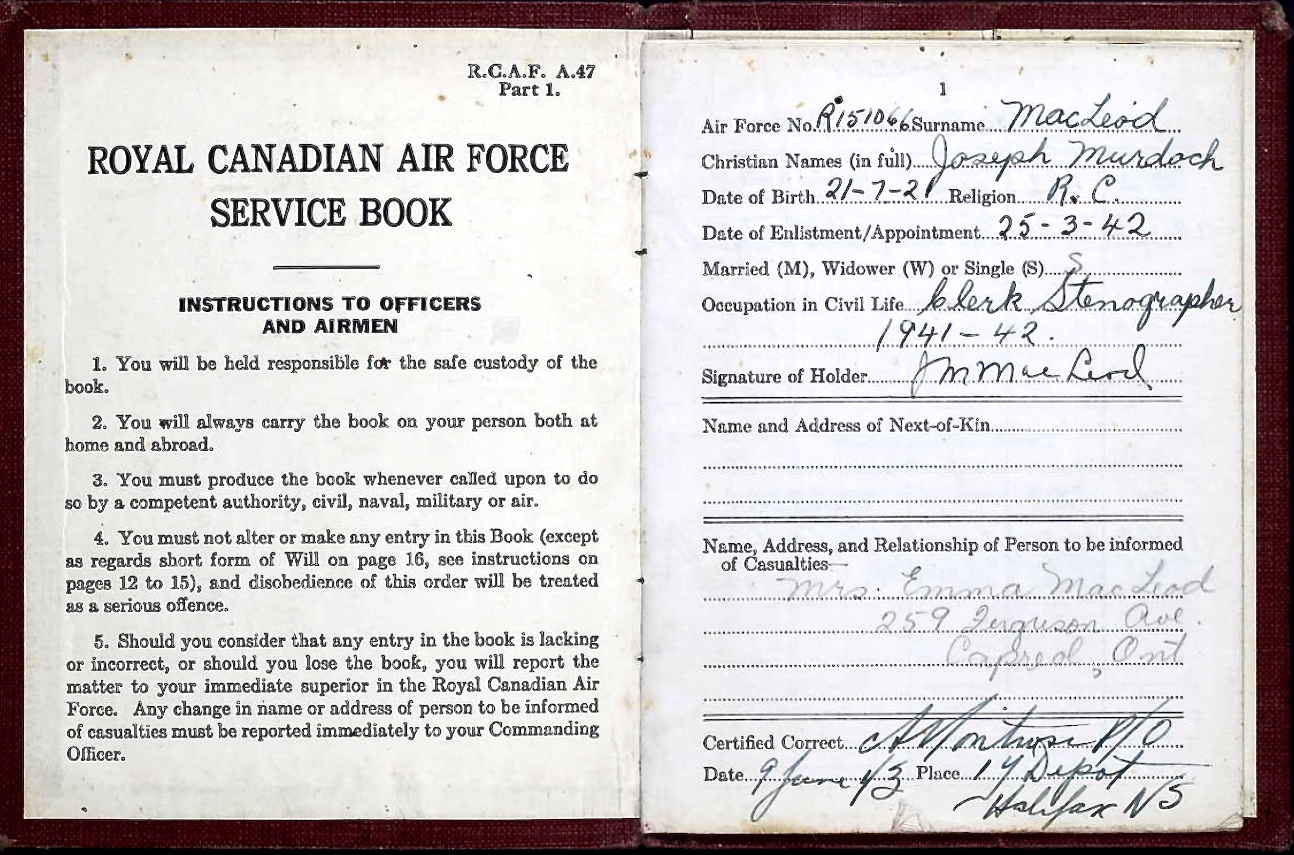 R.C.A.F. A.47
Part 1.
ROYAL CANADIAN AIR FORCE
SERVICE BOOK
INSTRUCTIONS TO OFFICERS
AND AIRMEN
1. You will be held responsible for the safe custody of the
book.
2. You will always carry the book on your person both at
home and abroad.
3. You must produce the book whenever called upon to do
so by a competent authority, civil, naval, military or air.
4. You must not alter or make any entry in this Book (except
as regards short form of Will on page 16, see instructions on
pages 12 to 15), and disobedience of this order will be treated
as a serious offence.
5. Should you consider that any entry in the book is lacking
or incorrect, or should you lose the book, you will report the
matter to your immediate superior in the Royal Canadian Air
Force. Any change in name or address of person to be informed
of casualties must be reported immediately to your Commanding
Officer.
1
Air Force No. R151066 Surname MacLeod
Christian Names (in full) Joseph Murdoch
Date of Birth 21-7-21 Religion R.C.
Date of Enlistment/Appointment 25-3-42
Married (M), Widower (W) or Single (S) S
Occupation in Civil Life Clerk Stenographer
1941-42.
Signature of Holder JM MacLeod
Name and Address of Next-of-Kin
Name, Address, and Relationship of Person to be informed
of Casualties—
Mrs. Emma MacLeod
259 Ferguson Ave.
Capreol, Ont
Certified Correct P/O
Date 9 June 43 Place "Y" Depot
Halifax NS